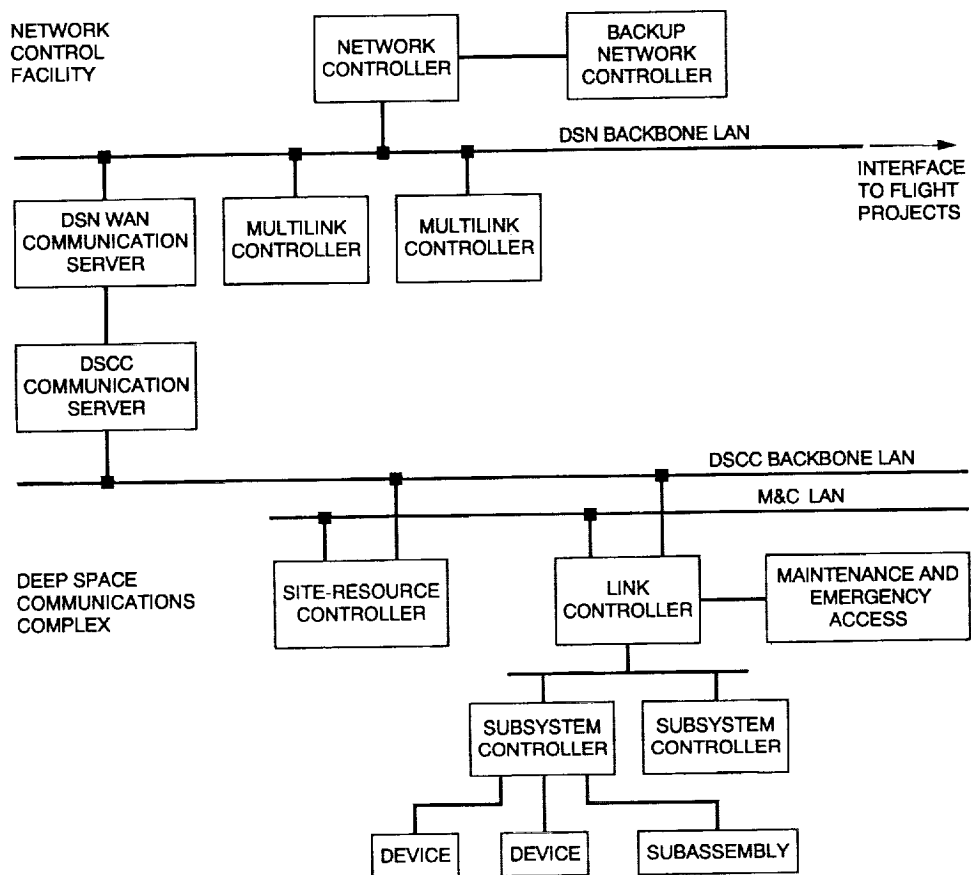 NETWORK
CONTROL
FACILITY
NETWORK
CONTROLLER
BACKUP
NETWORK
CONTROLLER
DSN BACKBONE LAN
INTERFACE
TO FLIGHT
PROJECTS
DSN WAN
COMMUNICATION
SERVER
MULTILINK
CONTROLLER
MULTILINK
CONTROLLER
DSCC
COMMUNICATION
SERVER
DSCC BACKBONE LAN
M&C LAN
DEEP SPACE
COMMUNICATIONS
COMPLEX
SITE-RESOURCE
CONTROLLER
LINK
CONTROLLER
MAINTENANCE AND
EMERGENCY
ACCESS
SUBSYSTEM
CONTROLLER
SUBSYSTEM
CONTROLLER
DEVICE
DEVICE
SUBASSEMBLY